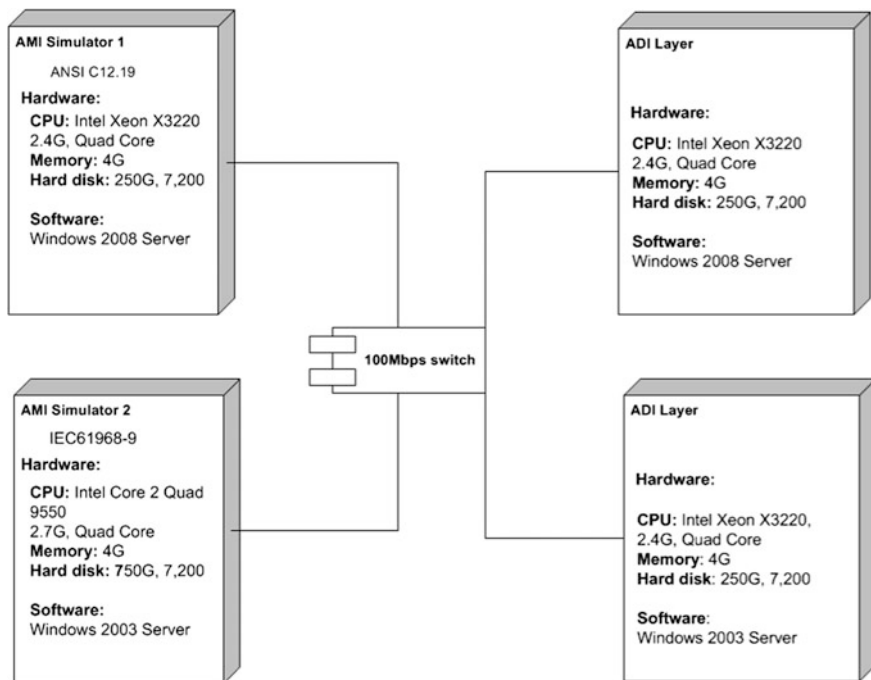 AMI Simulator 1
ANSI C12.19
Hardware:
CPU: Intel Xeon X3220
2.4G, Quad Core
Memory: 4G
Hard disk: 250G, 7,200
Software:
Windows 2008 Server
ADI Layer
Hardware:
CPU: Intel Xeon X3220
2.4G, Quad Core
Memory: 4G
Hard disk: 250G, 7,200
Software:
Windows 2008 Server
100Mbps switch
AMI Simulator 2
IEC61968-9
Hardware:
CPU: Intel Core 2 Quad
9550
2.7G, Quad Core
Memory: 4G
Hard disk: 750G, 7,200
Software:
Windows 2003 Server
ADI Layer
Hardware:
CPU: Intel Xeon X3220,
2.4G, Quad Core
Memory: 4G
Hard disk: 250G, 7,200
Software:
Windows 2003 Server